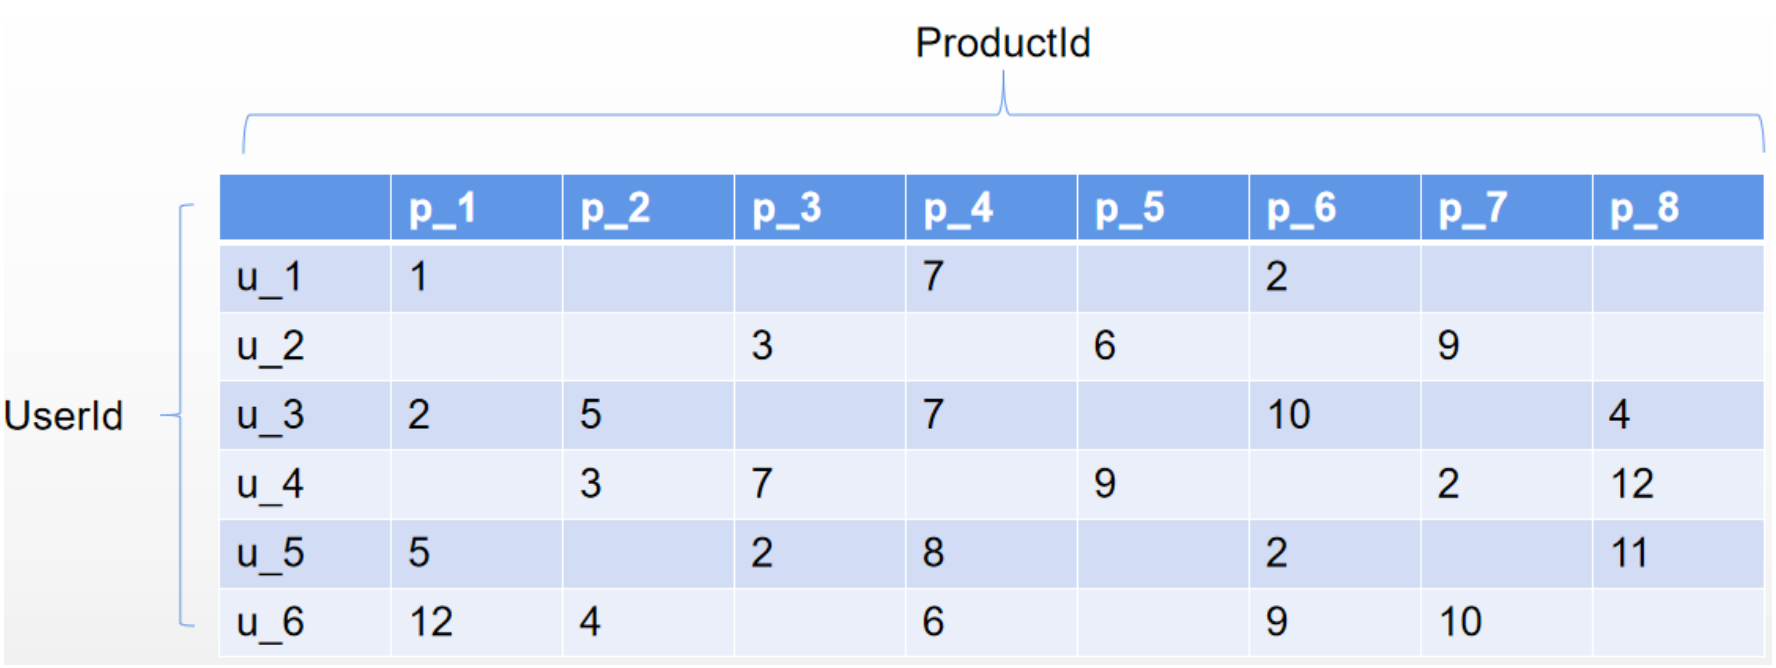 ProductId
p_1 p_2 p_3 p_4 p_5 p_6 p_7 p_8
u_1 1 7 2
u_2 3 6 9
UserId
u_3 2 5 7 10 4
u_4 3 7 9 2 12
u_5 5 2 8 2 11
u_6 12 4 6 9 10